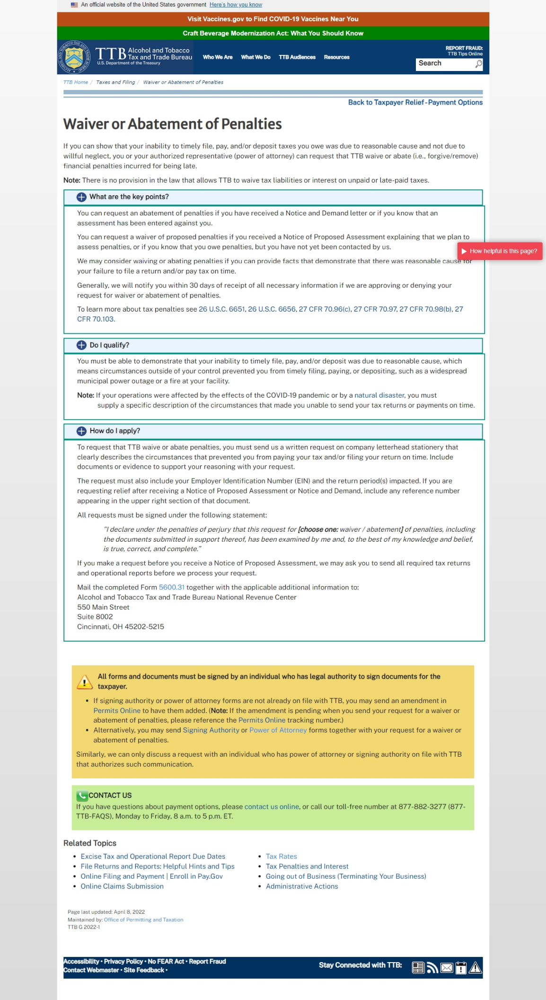 An official website of the United States government Here's how you know
Visit Vaccines.gov to Find COVID-19 Vaccines Near You
Craft Beverage Modernization Act: What You Should Know
TTB Alcohol and Tobacco
Tax and Trade Bureau
U.S. Department of the Treasury
Who We Are What We Do TTB Audiences Resources
REPORT FRAUD:
TTB Tips Online
Search
TTB Home / Taxes and Filing / Waiver or Abatement of Penalties
Back to Taxpayer Relief - Payment Options
Waiver or Abatement of Penalties
If you can show that your inability to timely file, pay, and/or deposit taxes you owe was due to reasonable cause and not due to
willful neglect, you or your authorized representative (power of attorney) can request that TTB waive or abate (i.e., forgive/remove)
financial penalties incurred for being late.
Note: There is no provision in the law that allows TTB to waive tax liabilities or interest on unpaid or late-paid taxes.
What are the key points?
You can request an abatement of penalties if you have received a Notice and Demand letter or if you know that an
assessment has been entered against you.
You can request a waiver of proposed penalties if you received a Notice of Proposed Assessment explaining that we plan to
assess penalties, or if you know that you owe penalties, but you have not yet been contacted by us.
How helpful is this page?
We may consider waiving or abating penalties if you can provide facts that demonstrate that there was reasonable cause for
your failure to file a return and/or pay tax on time.
Generally, we will notify you within 30 days of receipt of all necessary information if we are approving or denying your
request for waiver or abatement of penalties.
To learn more about tax penalties see 26 U.S.C. 6651, 26 U.S.C. 6656, 27 CFR 70.96(c), 27 CFR 70.97, 27 CFR 70.98(b), 27
CFR 70.103.
Do I qualify?
You must be able to demonstrate that your inability to timely file, pay, and/or deposit was due to reasonable cause, which
means circumstances outside of your control prevented you from timely filing, paying, or depositing, such as a widespread
municipal power outage or a fire at your facility.
Note: If your operations were affected by the effects of the COVID-19 pandemic or by a natural disaster, you must
supply a specific description of the circumstances that made you unable to send your tax returns or payments on time.
How do I apply?
To request that TTB waive or abate penalties, you must send us a written request on company letterhead stationery that
clearly describes the circumstances that prevented you from paying your tax and/or filing your return on time. Include
documents or evidence to support your reasoning with your request.
The request must also include your Employer Identification Number (EIN) and the return period(s) impacted. If you are
requesting relief after receiving a Notice of Proposed Assessment or Notice and Demand, include any reference number
appearing in the upper right section of that document.
All requests must be signed under the following statement:
"I declare under the penalties of perjury that this request for [choose one: waiver / abatement] of penalties, including
the documents submitted in support thereof, has been examined by me and, to the best of my knowledge and belief,
is true, correct, and complete."
If you make a request before you receive a Notice of Proposed Assessment, we may ask you to send all required tax returns
and operational reports before we process your request.
Mail the completed Form 5600.31 together with the applicable additional information to:
Alcohol and Tobacco Tax and Trade Bureau National Revenue Center
550 Main Street
Suite 8002
Cincinnati, OH 45202-5215
All forms and documents must be signed by an individual who has legal authority to sign documents for the
taxpayer.
• If signing authority or power of attorney forms are not already on file with TTB, you may send an amendment in
Permits Online to have them added. (Note: If the amendment is pending when you send your request for a waiver or
abatement of penalties, please reference the Permits Online tracking number.)
• Alternatively, you may send Signing Authority or Power of Attorney forms together with your request for a waiver or
abatement of penalties.
Similarly, we can only discuss a request with an individual who has power of attorney or signing authority on file with TTB
that authorizes such communication.
CONTACT US
If you have questions about payment options, please contact us online, or call our toll-free number at 877-882-3277 (877-
TTB-FAQS), Monday to Friday, 8 a.m. to 5 p.m. ET.
Related Topics
• Excise Tax and Operational Report Due Dates
• File Returns and Reports: Helpful Hints and Tips
• Online Filing and Payment | Enroll in Pay.Gov
• Online Claims Submission
• Tax Rates
• Tax Penalties and Interest
• Going out of Business (Terminating Your Business)
• Administrative Actions
Page last updated: April 8, 2022
Maintained by: Office of Permitting and Taxation
TTB G 2022-1
Accessibility • Privacy Policy • No FEAR Act • Report Fraud
Contact Webmaster • Site Feedback •
Stay Connected with TTB: